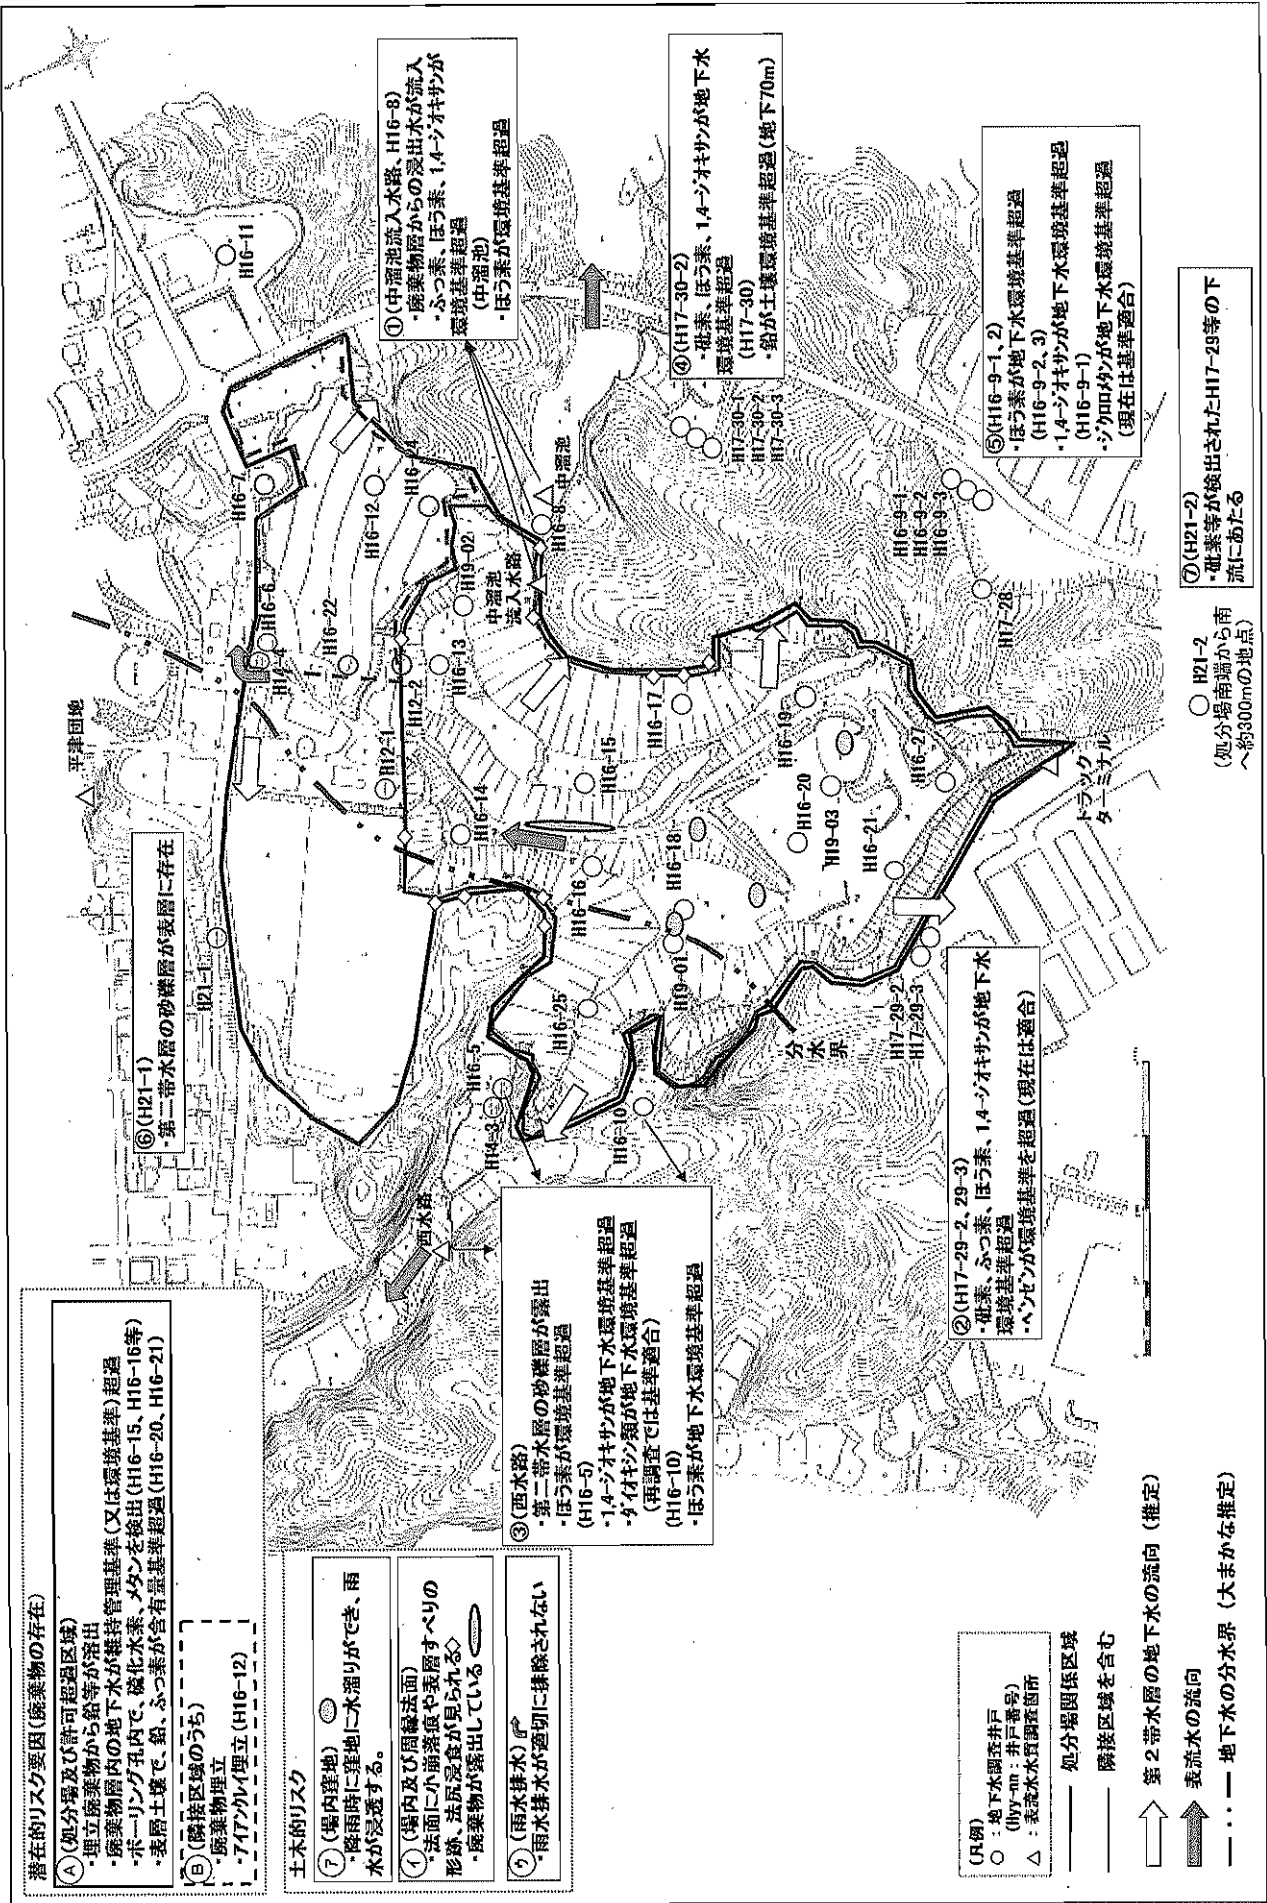 潜在的リスク要因(廃棄物の存在)
Ⓐ(処分場及び許可超過区域)
・埋立廃棄物から鉛等が溶出
・廃棄物層内の地下水が維持管理基準(又は環境基準)超過
・ボーリング孔内で、硫化水素、メタンを検出(H16-15、H16-16等)
・表層土壌で、鉛、ふっ素が含有量基準超過(H16-20、H16-21)
Ⓑ(隣接区域のうち)
・廃棄物埋立
・アイアンクレイ埋立(H16-12)
土木的リスク
㋐(場内窪地)
・降雨時に窪地に水溜りができ、雨
水が浸透する。
㋑(場内及び周縁法面)
・法面に小崩落痕や表層すべりの
形跡、法尻浸食が見られる◇
・廃棄物が露出している
㋒(雨水排水)
・雨水排水が適切に排除されない
(凡例)
○:地下水調査井戸
(Hyy-nn:井戸番号)
△:表流水水質調査箇所
処分場関係区域
隣接区域を含む
第2帯水層の地下水の流向(推定)
表流水の流向
地下水の分水界(大まかな推定)
⑥(H21-1)
・第二帯水層の砂礫層が表層に存在
③(西水路)
・第二帯水層の砂礫層が露出
・ほう素が環境基準超過
(H16-5)
・1,4-ジオキサンが地下水環境基準超過
・ダイオキシン類が地下水環境基準超過
(再調査では基準適合)
(H16-10)
・ほう素が地下水環境基準超過
②(H17-29-2、29-3)
・砒素、ふっ素、ほう素、1,4-ジオキサンが地下水
環境基準超過
・ベンゼンが環境基準を超過(現在は適合)
①(中溜池流入水路、H16-8)
・廃棄物層からの浸出水が流入
・ふっ素、ほう素、1,4-ジオキサンが
環境基準超過
(中溜池)
・ほう素が環境基準超過
④(H17-30-2)
・砒素、ほう素、1,4-ジオキサンが地下水
環境基準超過
(H17-30)
・鉛が土壌環境基準超過(地下70m)
⑤(H16-9-1、2)
・ほう素が地下水環境基準超過
(H16-9-2、3)
・1,4-ジオキサンが地下水環境基準超過
(H16-9-1)
・ジクロロメタンが地下水環境基準超過
(現在は基準適合)
⑦(H21-2)
・砒素等が検出されたH17-29等の下
流にあたる
○ H21-2
(処分場南端から南
へ約300mの地点)
平津団地
西水路
H21-1
H14-4
H16-6
H16-7
H16-11
H16-22
H16-12
H16-24
H12-1
H12-2
H16-13
H19-02
中溜池
流入水路
H16-8
中溜池
H16-14
H16-15
H16-16
H16-17
H16-18
H16-19
H16-20
H19-03
H16-21
H16-27
H16-25
H19-01
H14-3
H16-5
H16-10
分水界
H17-29-2
H17-29-3
トラック
ターミナル
H17-30-1
H17-30-2
H17-30-3
H16-9-1
H16-9-2
H16-9-3
H17-28